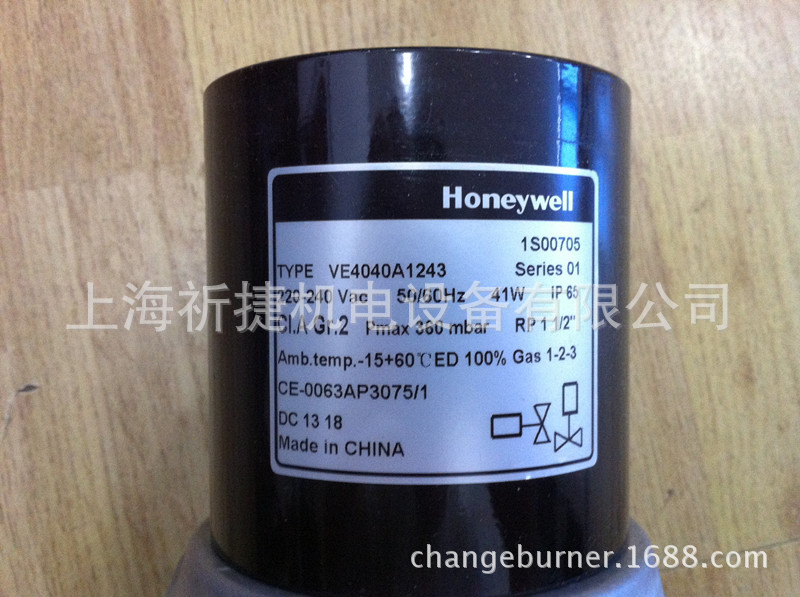 Honeywell
1S00705
TYPE VE4040A1243 Series 01
220-240 Vac 50/60Hz 41W IP 65
Cl.A Gr.2 Pmax 360 mbar RP 1 1/2"
Amb.temp.-15+60℃ ED 100% Gas 1-2-3
CE-0063AP3075/1
DC 13 18
Made in CHINA
上海祈捷机电设备有限公司
changeburner.1688.com